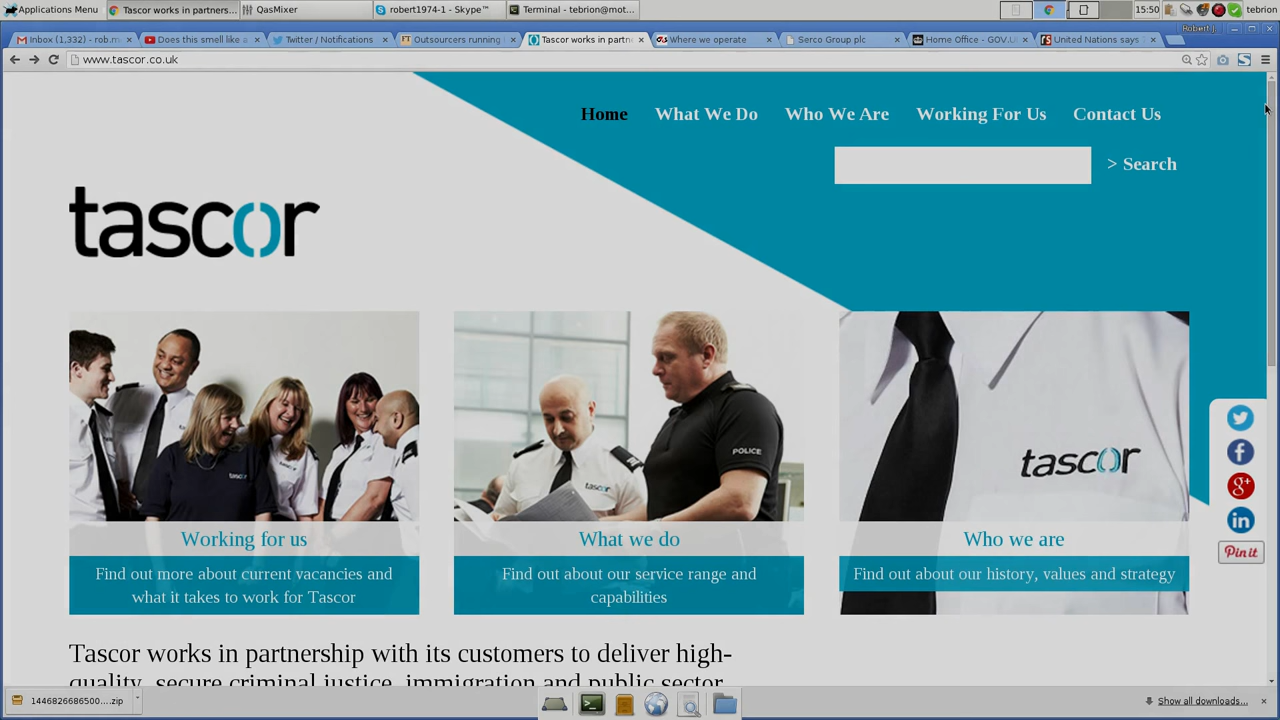 Applications Menu
Tascor works in partners...
QasMixer
robert1974-1 - Skype™
Terminal - tebrion@mot...
15:50
tebrion
Robert J
Inbox (1,332) - rob.m
Does this smell like a
Twitter / Notifications
Outsourcers running
Tascor works in partn
Where we operate
Serco Group plc
Home Office - GOV.U
United Nations says
www.tascor.co.uk
Home
What We Do
Who We Are
Working For Us
Contact Us
> Search
tascor
POLICE
tascor
tascor
tascor
Working for us
What we do
Who we are
Find out more about current vacancies and
what it takes to work for Tascor
Find out about our service range and
capabilities
Find out about our history, values and strategy
Pin it
Tascor works in partnership with its customers to deliver high-
quality, secure criminal justice, immigration and public sector
1446826686500....zip
Show all downloads...